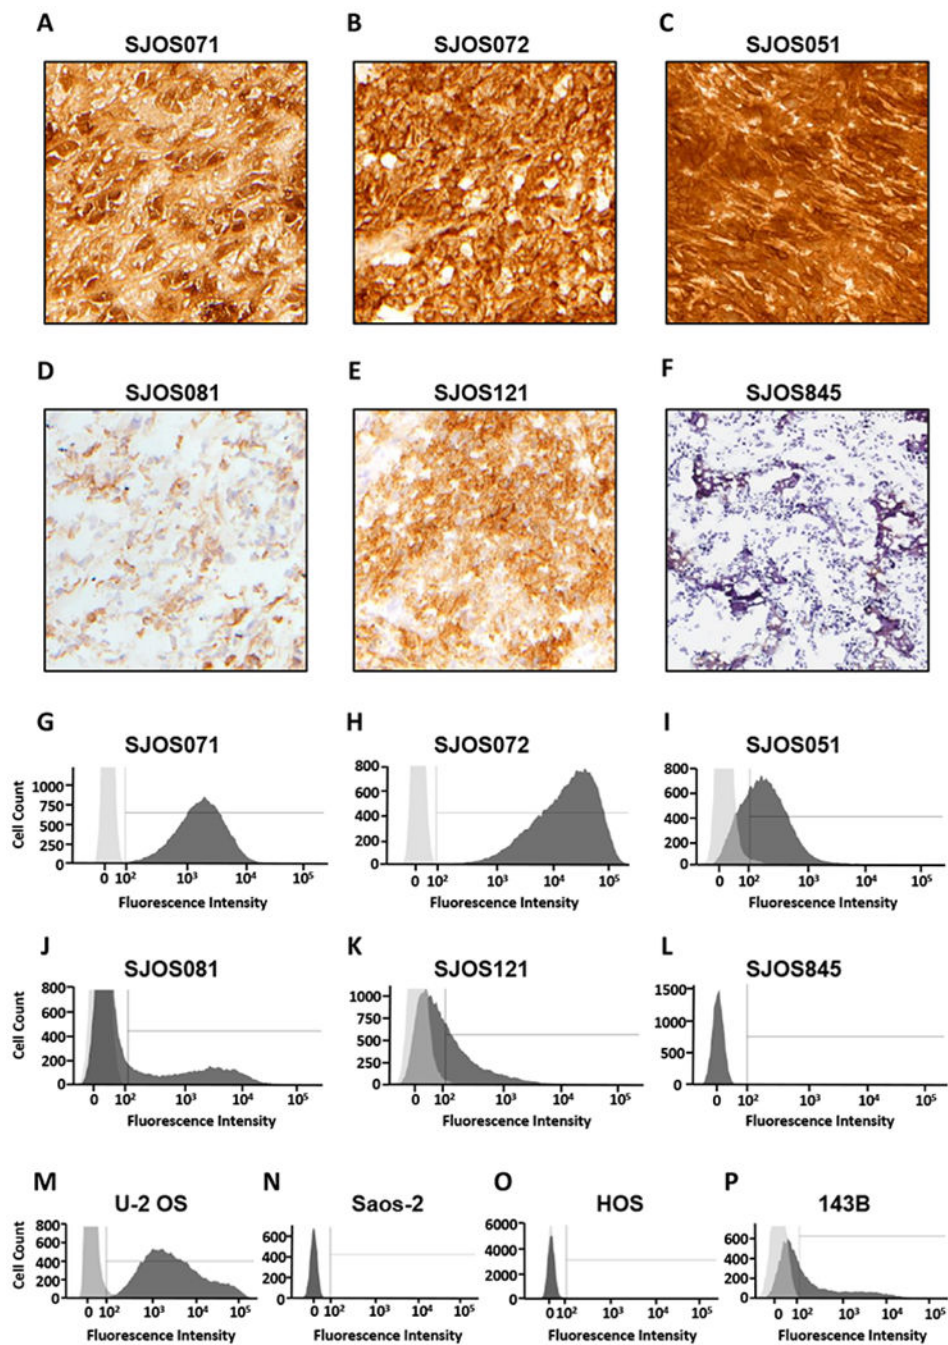 A B C
SJOS071 SJOS072 SJOS051
D E F
SJOS081 SJOS121 SJOS845
G H I
SJOS071 SJOS072 SJOS051
Cell Count
1000
750
500
250
0
0 10² 10³ 10⁴ 10⁵
Fluorescence Intensity
800
600
400
200
0
0 10² 10³ 10⁴ 10⁵
Fluorescence Intensity
800
600
400
200
0
0 10² 10³ 10⁴ 10⁵
Fluorescence Intensity
J K L
SJOS081 SJOS121 SJOS845
Cell Count
800
600
400
200
0
0 10² 10³ 10⁴ 10⁵
Fluorescence Intensity
1000
750
500
250
0
0 10² 10³ 10⁴ 10⁵
Fluorescence Intensity
1500
1000
500
0
0 10² 10³ 10⁴ 10⁵
Fluorescence Intensity
M N O P
U-2 OS Saos-2 HOS 143B
Cell Count
800
600
400
200
0
0 10² 10³ 10⁴ 10⁵
Fluorescence Intensity
800
600
400
200
0
0 10² 10³ 10⁴ 10⁵
Fluorescence Intensity
6000
4000
2000
0
0 10² 10³ 10⁴ 10⁵
Fluorescence Intensity
600
400
200
0
0 10² 10³ 10⁴ 10⁵
Fluorescence Intensity